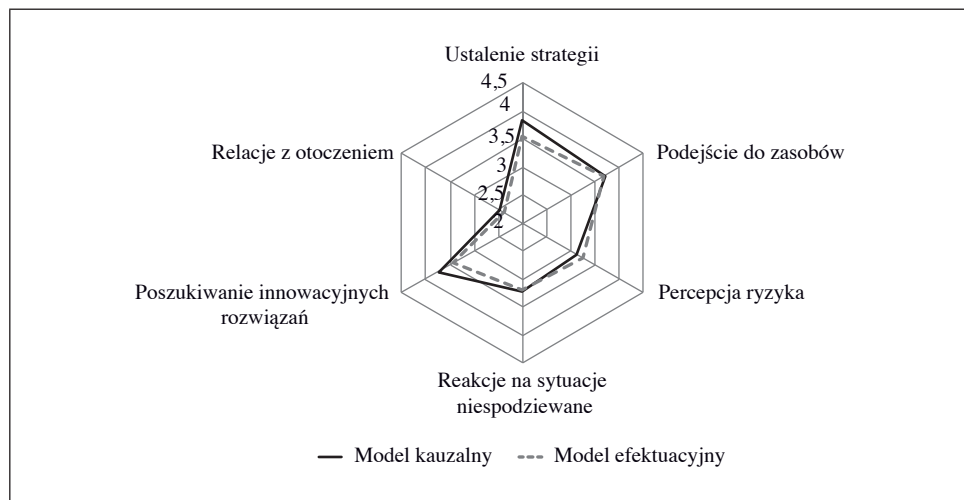 Ustalenie strategii
4,5
4
3,5
3
2,5
2
Relacje z otoczeniem
Podejście do zasobów
Poszukiwanie innowacyjnych
rozwiązań
Percepcja ryzyka
Reakcje na sytuacje
niespodziewane
Model kauzalny
Model efektuacyjny